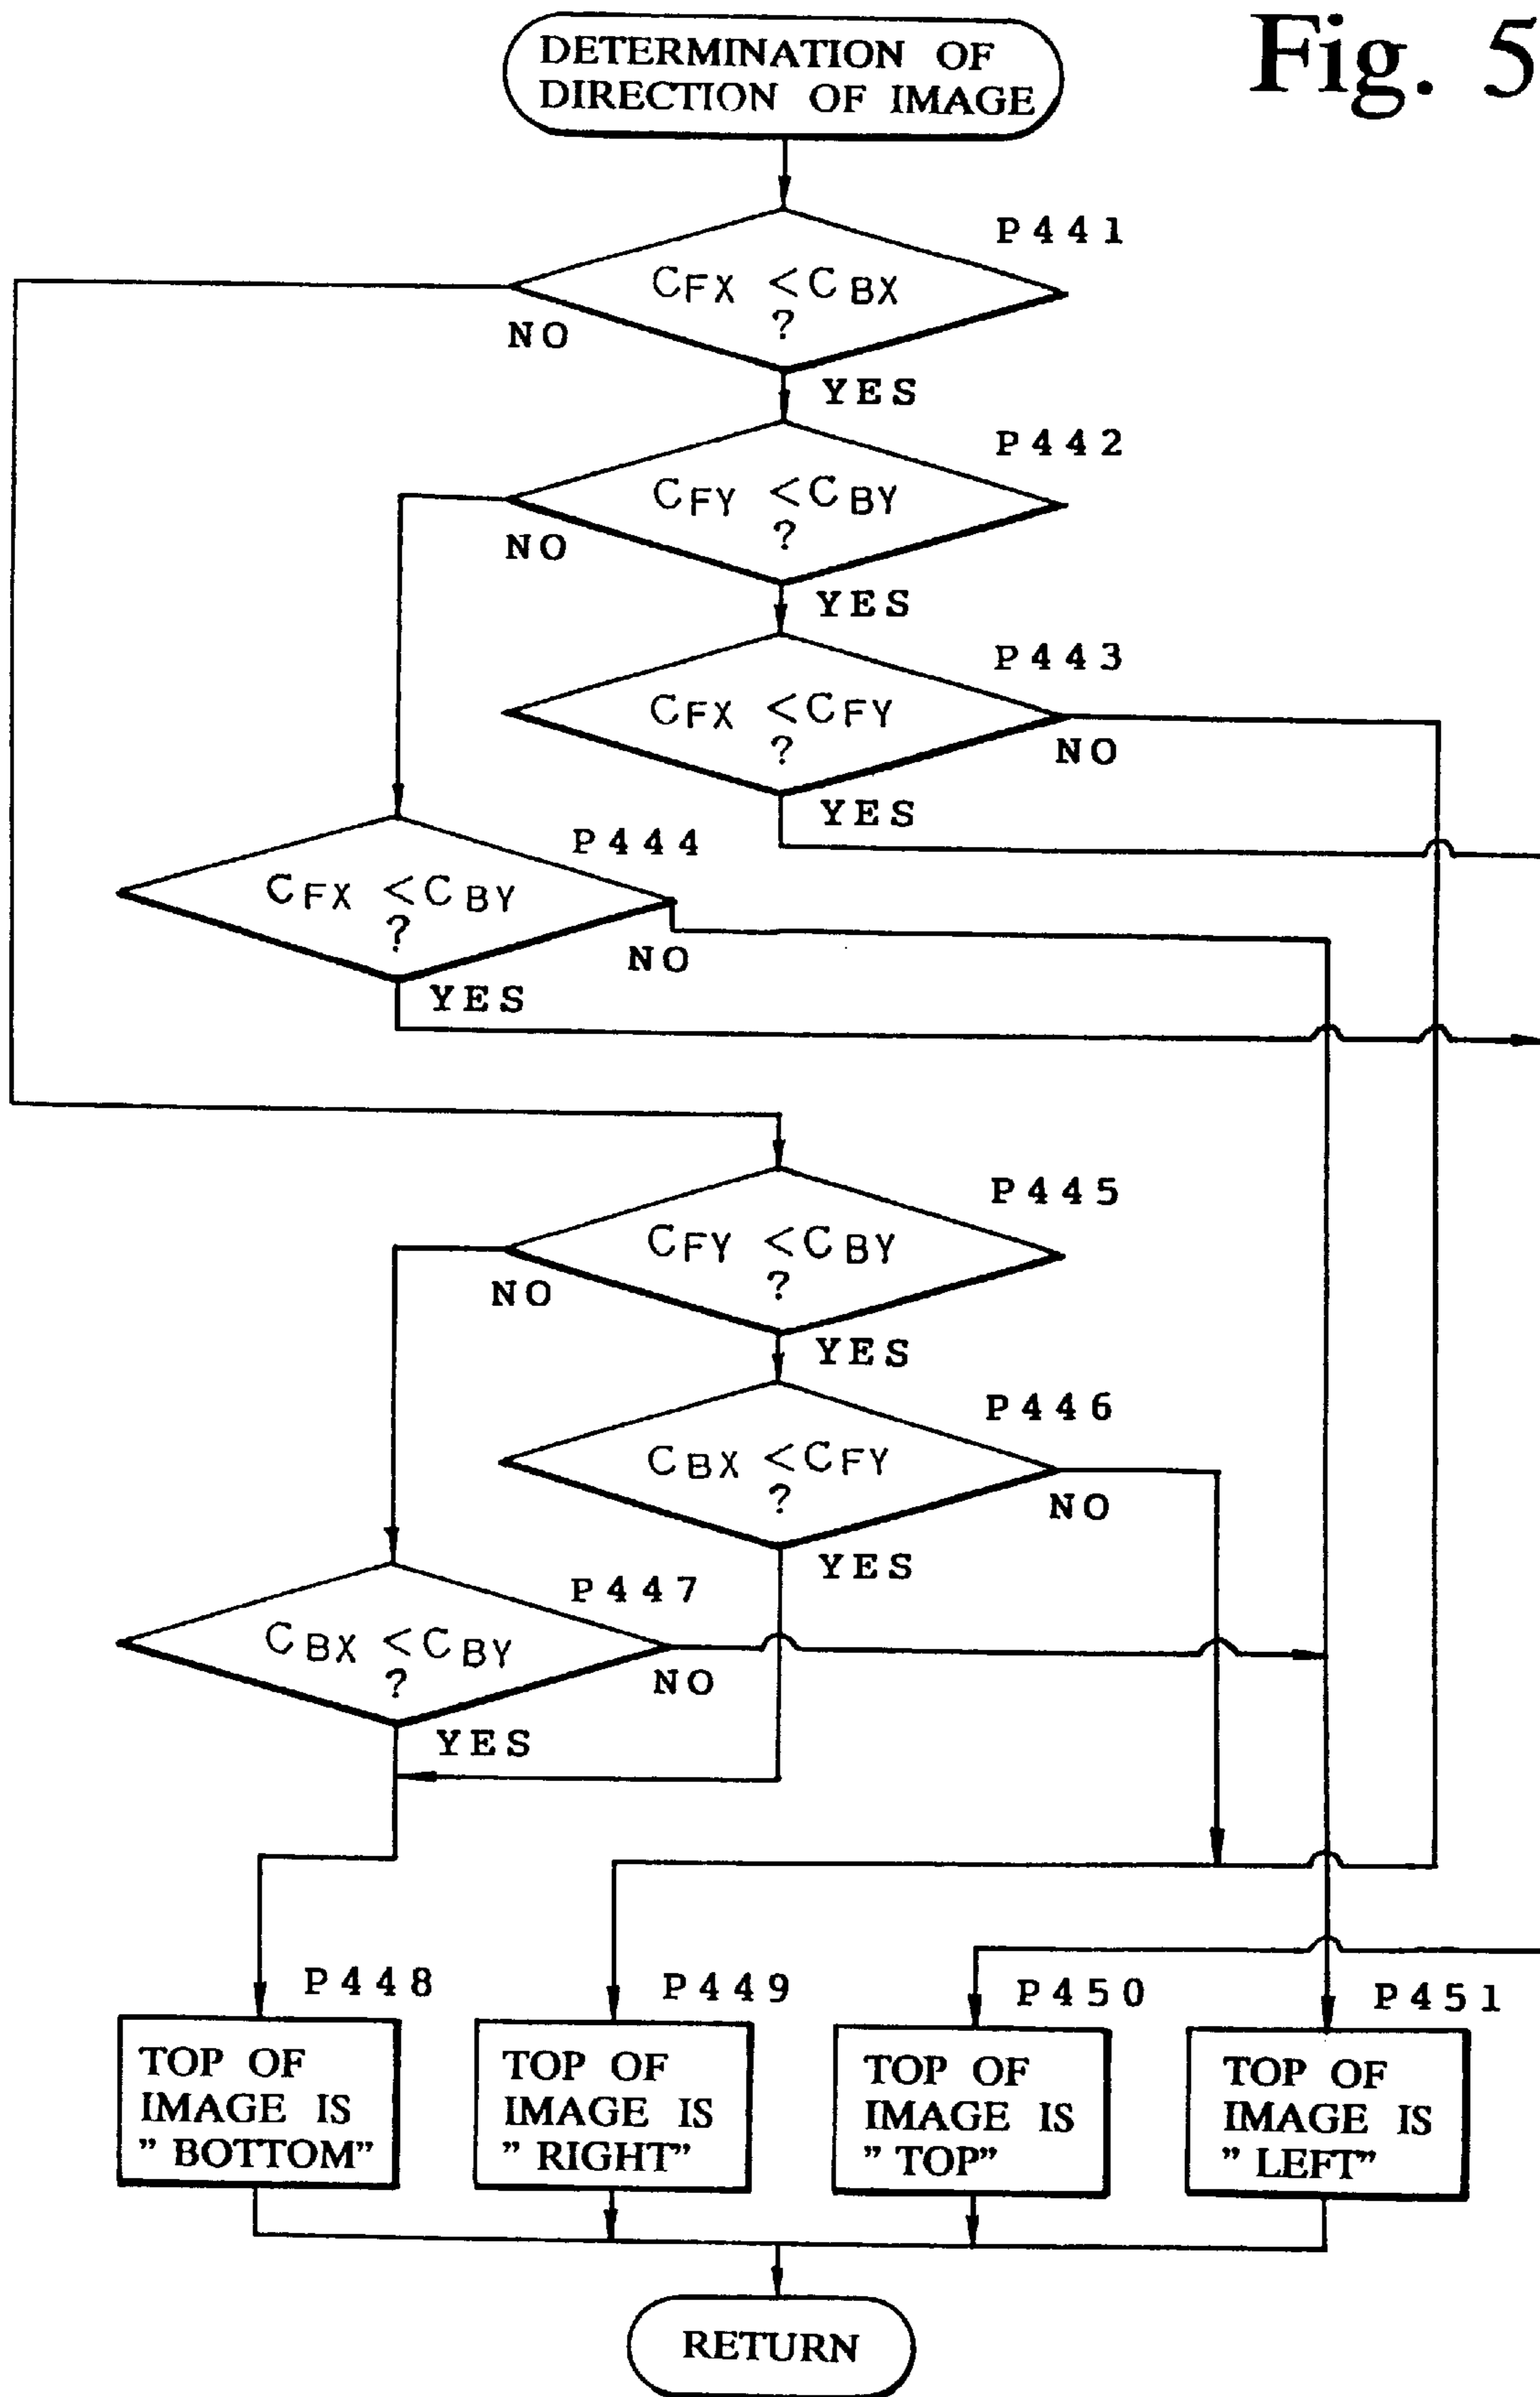 Fig. 5
DETERMINATION OF
DIRECTION OF IMAGE
P441
CFX < CBX
?
NO
YES
P442
CFY < CBY
?
NO
YES
P443
CFX < CFY
?
NO
YES
P444
CFX < CBY
?
NO
YES
P445
CFY < CBY
?
NO
YES
P446
CBX < CFY
?
NO
YES
P447
CBX < CBY
?
NO
YES
P448
TOP OF
IMAGE IS
" BOTTOM"
P449
TOP OF
IMAGE IS
" RIGHT"
P450
TOP OF
IMAGE IS
" TOP"
P451
TOP OF
IMAGE IS
" LEFT"
RETURN